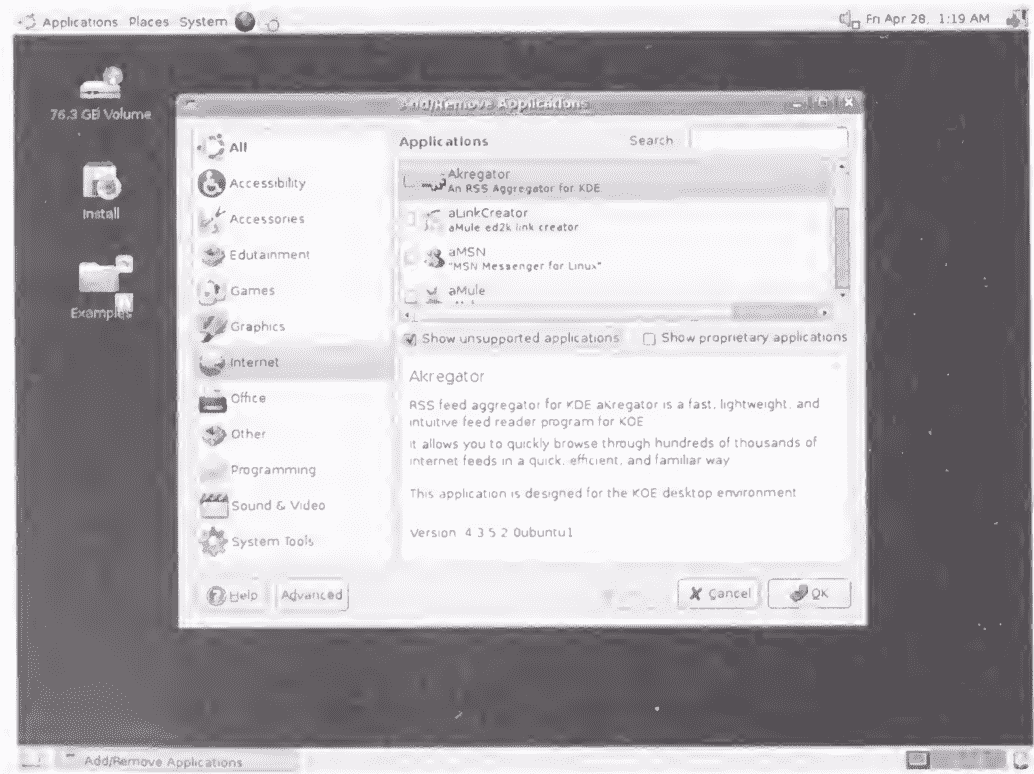 Applications Places System
Fri Apr 28, 1:19 AM
76.3 GB Volume
Install
Examples
Add/Remove Applications
All
Accessibility
Accessories
Edutainment
Games
Graphics
Internet
Office
Other
Programming
Sound & Video
System Tools
Applications Search
Akregator
An RSS Aggregator for KDE
aLinkCreator
aMule ed2k link creator
aMSN
"MSN Messenger for Linux"
aMule
Show unsupported applications Show proprietary applications
Akregator
RSS feed aggregator for KDE aKregator is a fast, lightweight, and
intuitive feed reader program for KDE
it allows you to quickly browse through hundreds of thousands of
internet feeds in a quick, efficient, and familiar way
This application is designed for the KDE desktop environment
Version 4 3 5 2 0ubuntu1
Help Advanced Cancel OK
Add/Remove Applications